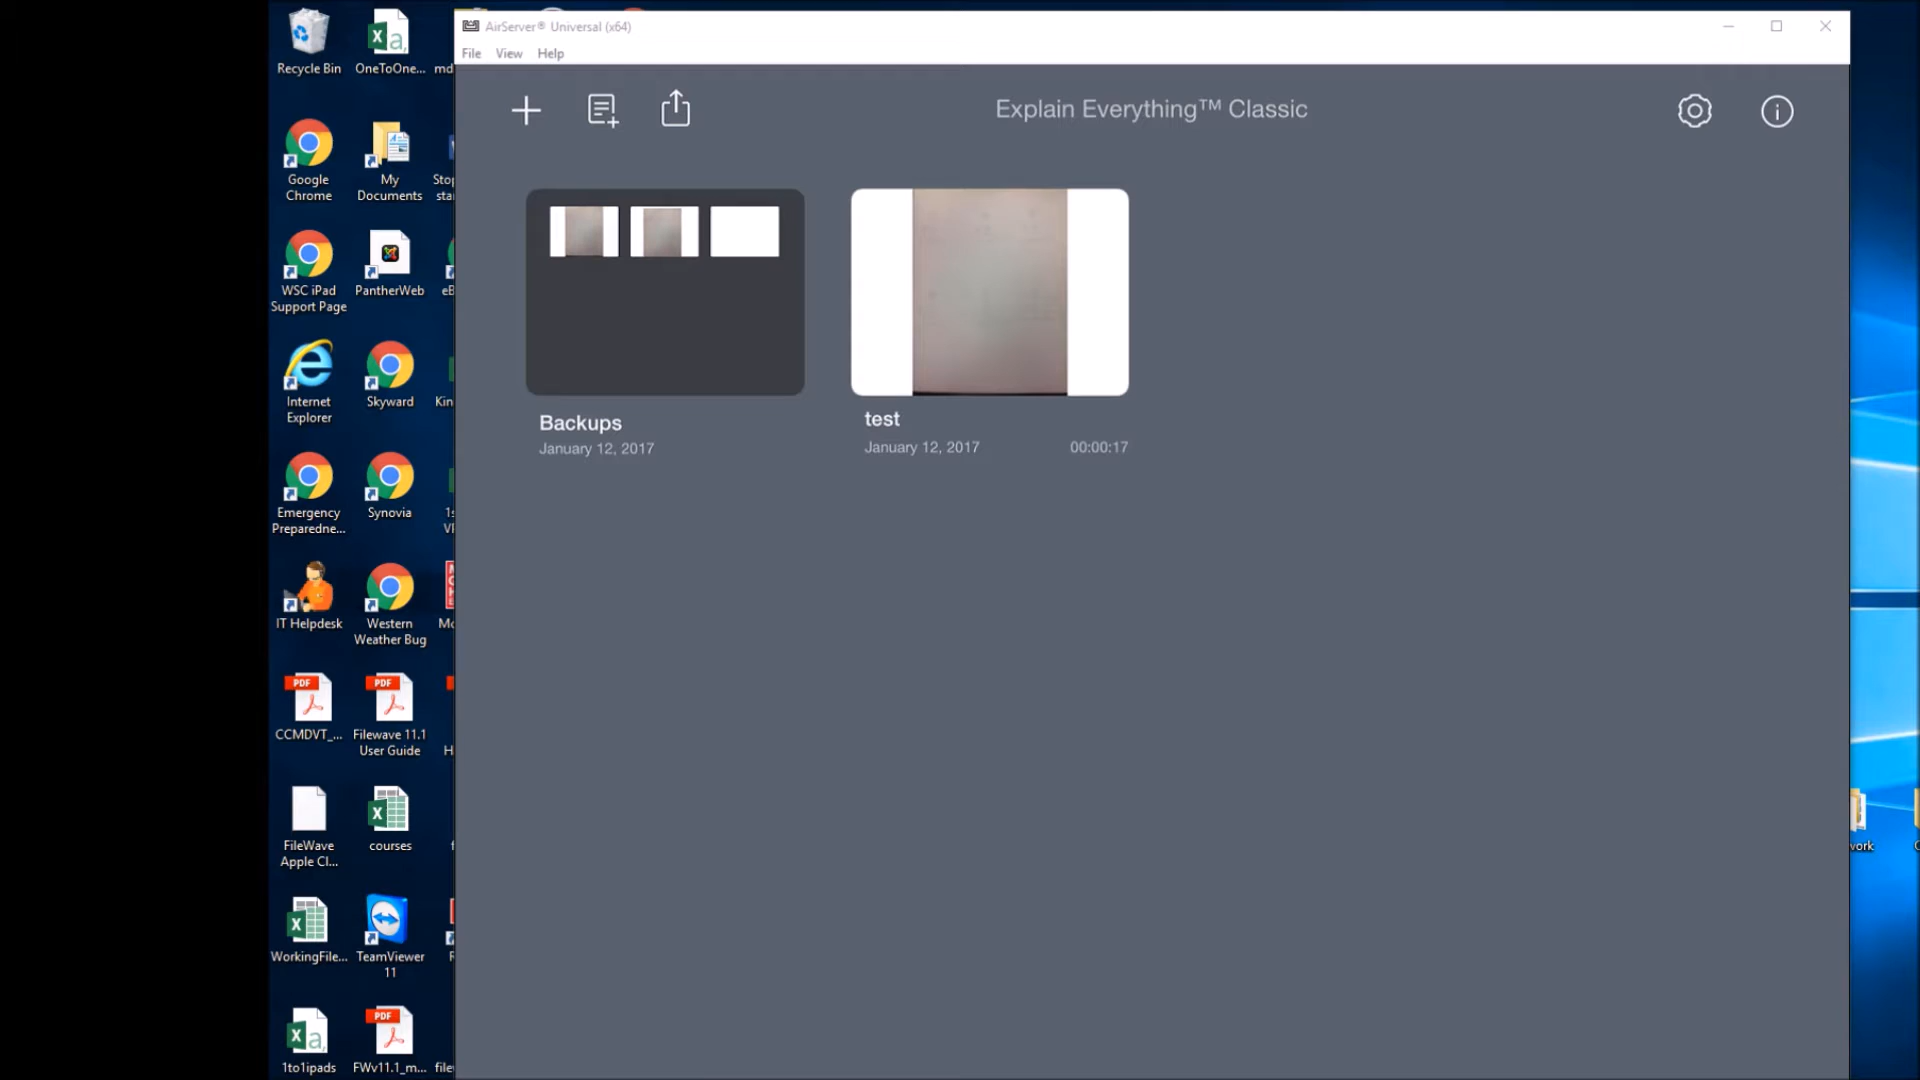 AirServer® Universal (x64)
File View Help
Explain Everything™ Classic
Backups
January 12, 2017
test
January 12, 2017 00:00:17
Recycle Bin
OneToOne...
Google
Chrome
My
Documents
WSC iPad
Support Page
PantherWeb
Internet
Explorer
Skyward
Emergency
Preparedne...
Synovia
IT Helpdesk
Western
Weather Bug
CCMDVT_...
Filewave 11.1
User Guide
FileWave
Apple Cl...
courses
WorkingFile...
TeamViewer
11
1to1ipads
FWv11.1_m...
PDF
PDF
PDF